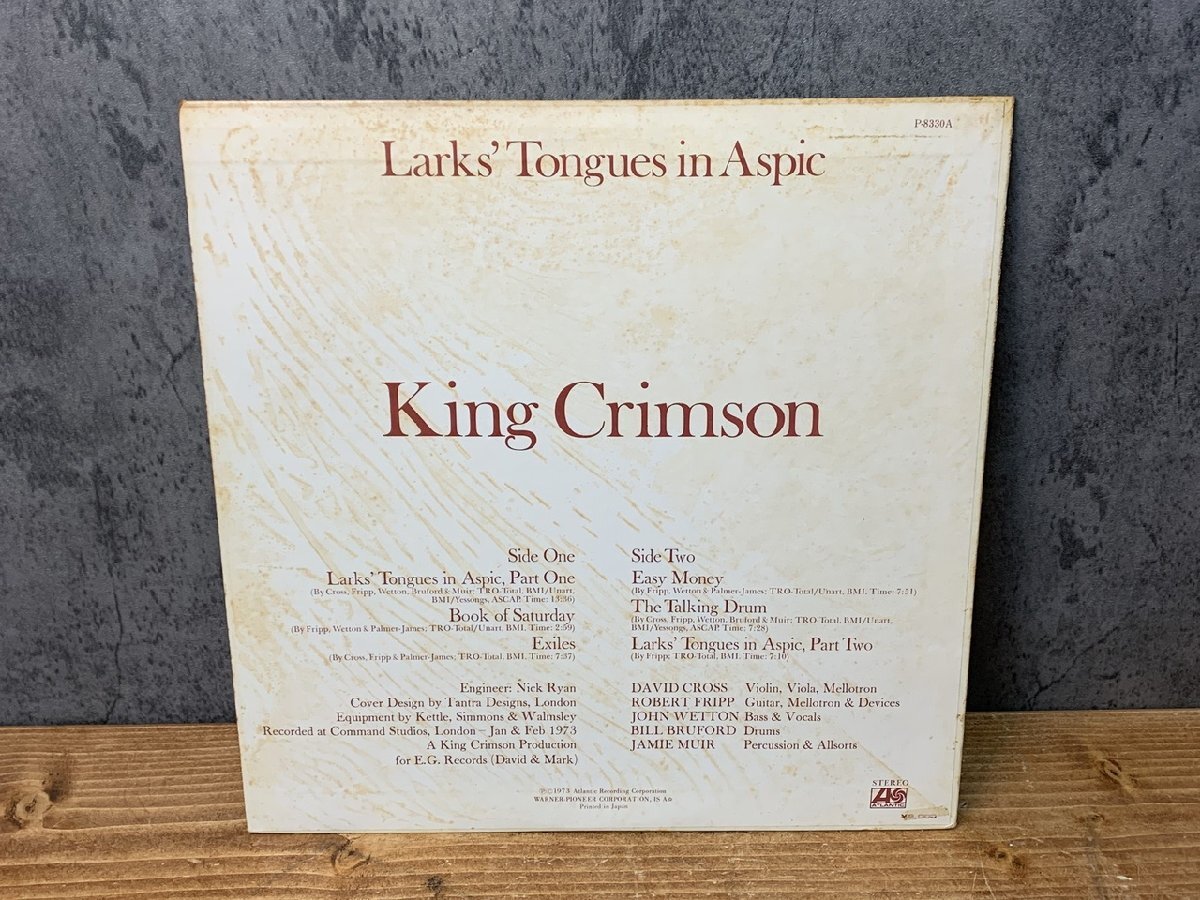 P-8330A
Larks' Tongues in Aspic
King Crimson
Side One
Larks' Tongues in Aspic, Part One
(By Cross, Fripp, Wetton, Bruford & Muir; TRO-Total, BMI/Unart,
BMI/Yessongs, ASCAP. Time: 13:36)
Book of Saturday
(By Fripp, Wetton & Palmer-James; TRO-Total/Unart, BMI. Time: 2:59)
Exiles
(By Cross, Fripp & Palmer-James; TRO-Total, BMI. Time: 7:37)
Side Two
Easy Money
(By Fripp, Wetton & Palmer-James; TRO-Total/Unart, BMI. Time: 7:51)
The Talking Drum
(By Cross, Fripp, Wetton, Bruford & Muir; TRO-Total, BMI/Unart,
BMI/Yessongs, ASCAP. Time: 7:28)
Larks' Tongues in Aspic, Part Two
(By Fripp; TRO-Total, BMI. Time: 7:10
Engineer: Nick Ryan
Cover Design by Tantra Designs, London
Equipment by Kettle, Simmons & Walmsley
Recorded at Command Studios, London – Jan & Feb 1973
A King Crimson Production
for E.G. Records (David & Mark)
DAVID CROSS Violin, Viola, Mellotron
ROBERT FRIPP Guitar, Mellotron & Devices
JOHN WETTON Bass & Vocals
BILL BRUFORD Drums
JAMIE MUIR Percussion & Allsorts
℗©1973 Atlantic Recording Corporation
WARNER-PIONEER CORPORATION,
Printed in Japan
STEREO
ATLANTIC